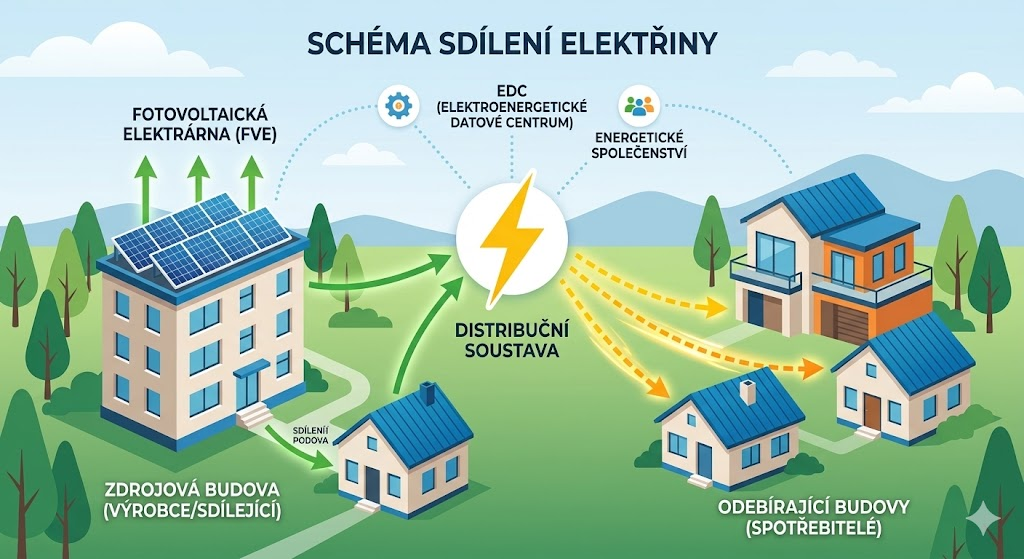 SCHÉMA SDÍLENÍ ELEKTŘINY
FOTOVOLTAICKÁ
ELEKTRÁRNA (FVE)
EDC
(ELEKTROENERGETICKÉ
DATOVÉ CENTRUM)
ENERGETICKÉ
SPOLEČENSTVÍ
DISTRIBUČNÍ
SOUSTAVA
SDÍLENÍI
PODOVA
ZDROJOVÁ BUDOVA
(VÝROBCE/SDÍLEJÍCÍ)
ODEBÍRAJÍCÍ BUDOVY
(SPOTŘEBITELÉ)